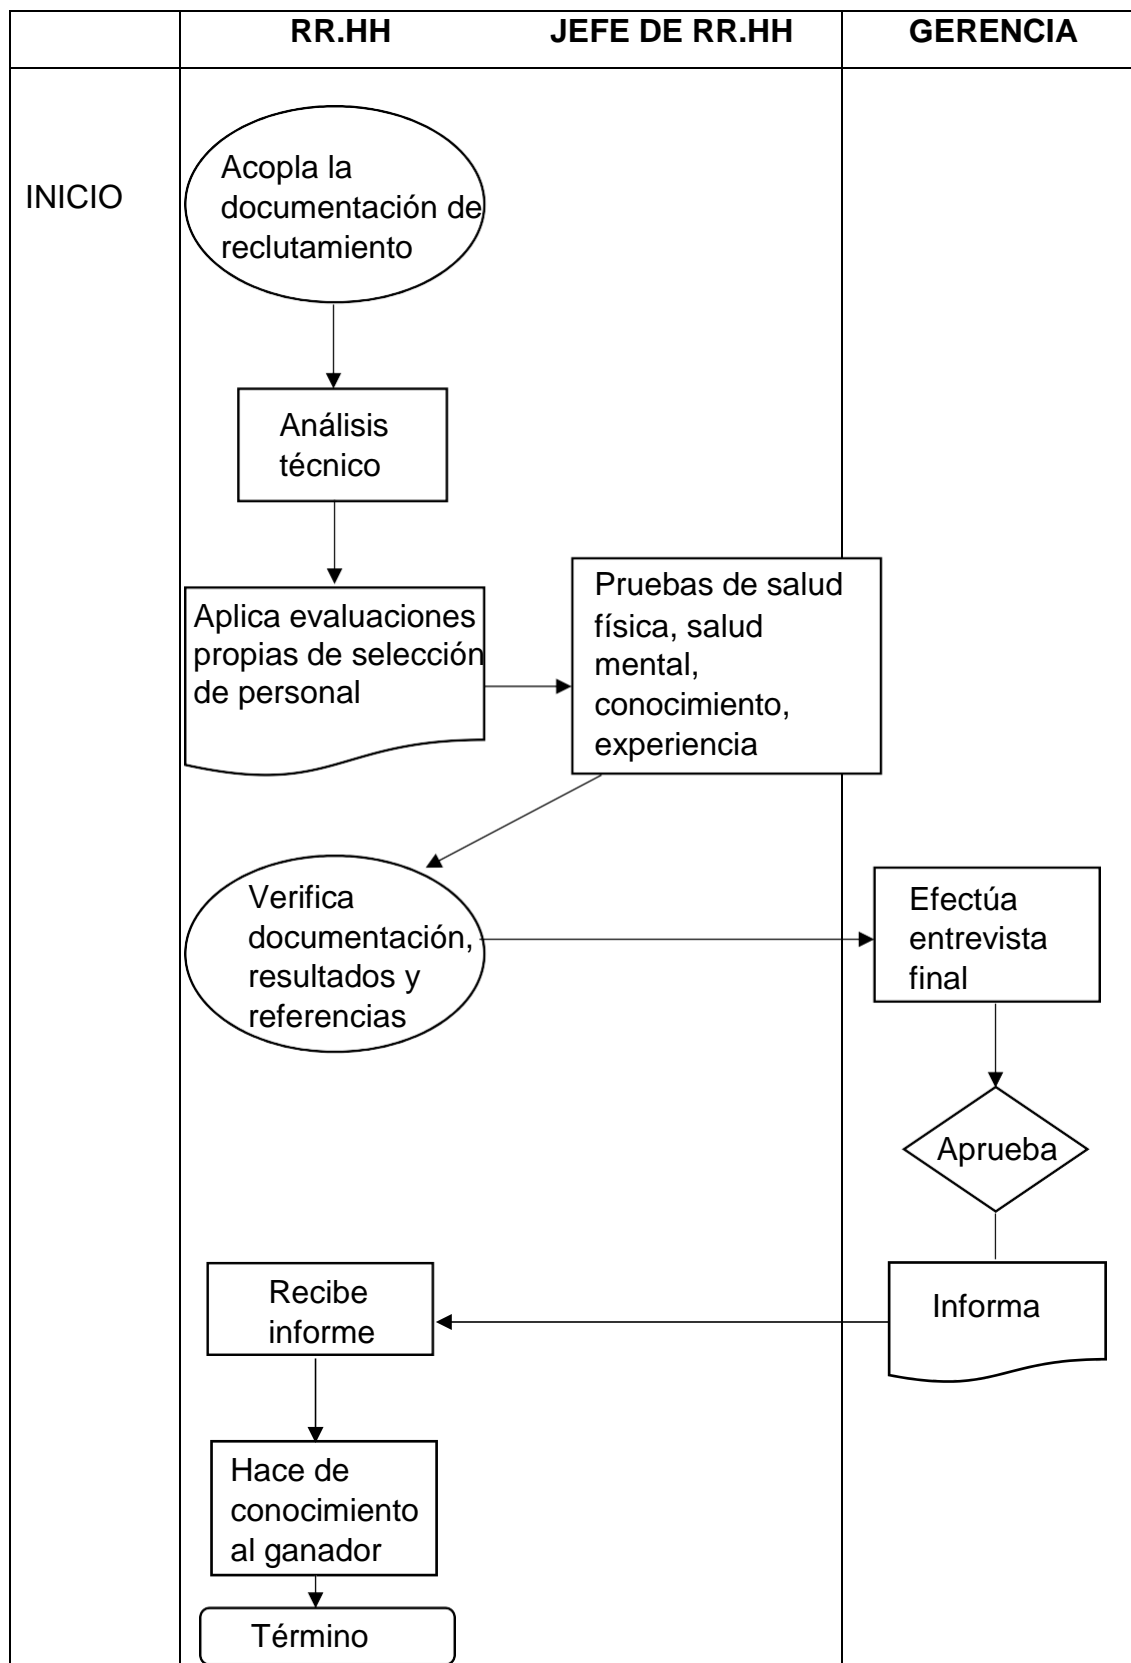 RR.HH JEFE DE RR.HH GERENCIA
INICIO
Acopla la
documentación de
reclutamiento
Análisis
técnico
Aplica evaluaciones
propias de selección
de personal
Pruebas de salud
física, salud
mental,
conocimiento,
experiencia
Verifica
documentación,
resultados y
referencias
Efectúa
entrevista
final
Aprueba
Informa
Recibe
informe
Hace de
conocimiento
al ganador
Término